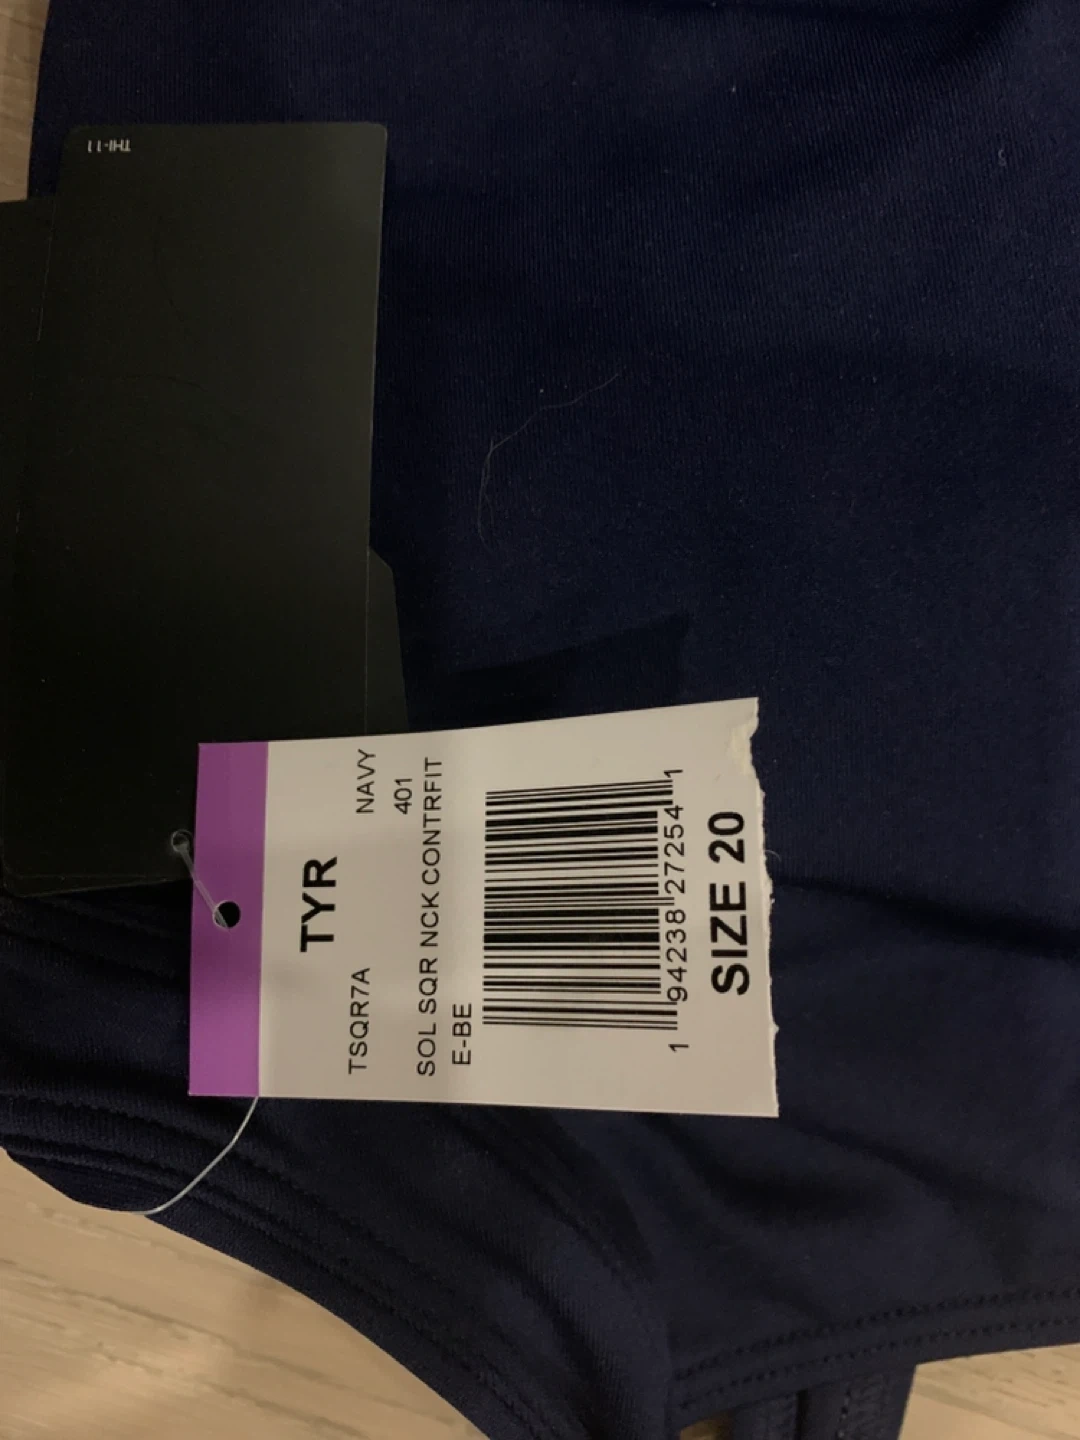 THI-11
TYR
TSQR7A NAVY
401
SOL SQR NCK CONTRFIT
E-BE
1 94238 27254 1
SIZE 20